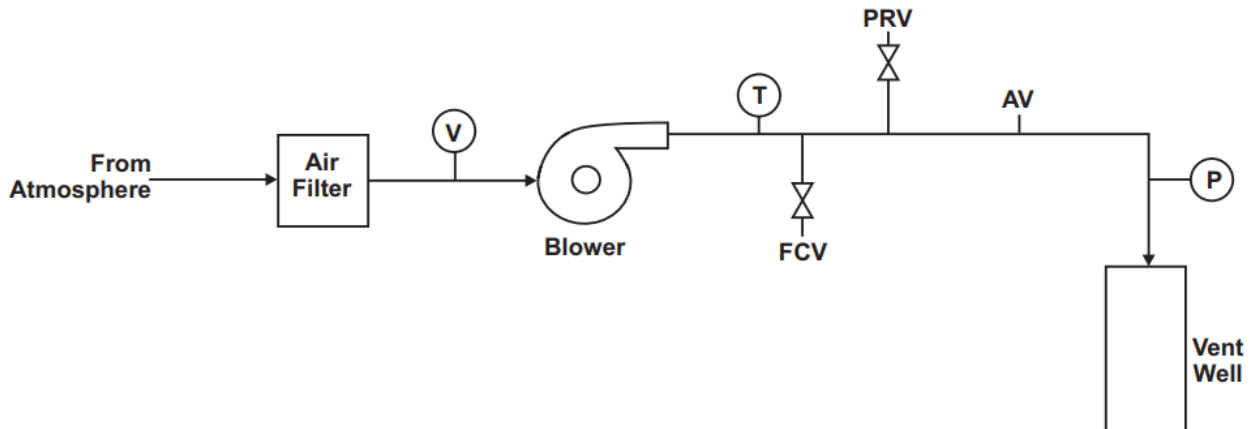 PRV
T
AV
V
From
Atmosphere
Air
Filter
P
Blower
FCV
Vent
Well